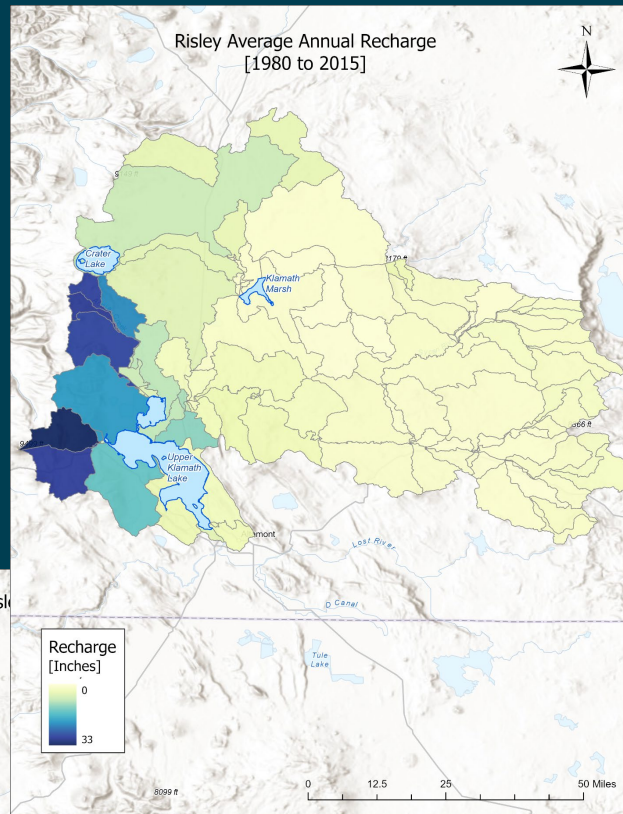 Risley Average Annual Recharge
[1980 to 2015]
N
Crater
Lake
Klamath
Marsh
Upper
Klamath
Lake
emont
Lost River
D Canal
Tule
Lake
Recharge
[Inches]
0
33
8099 ft
0 12.5 25 50 Miles